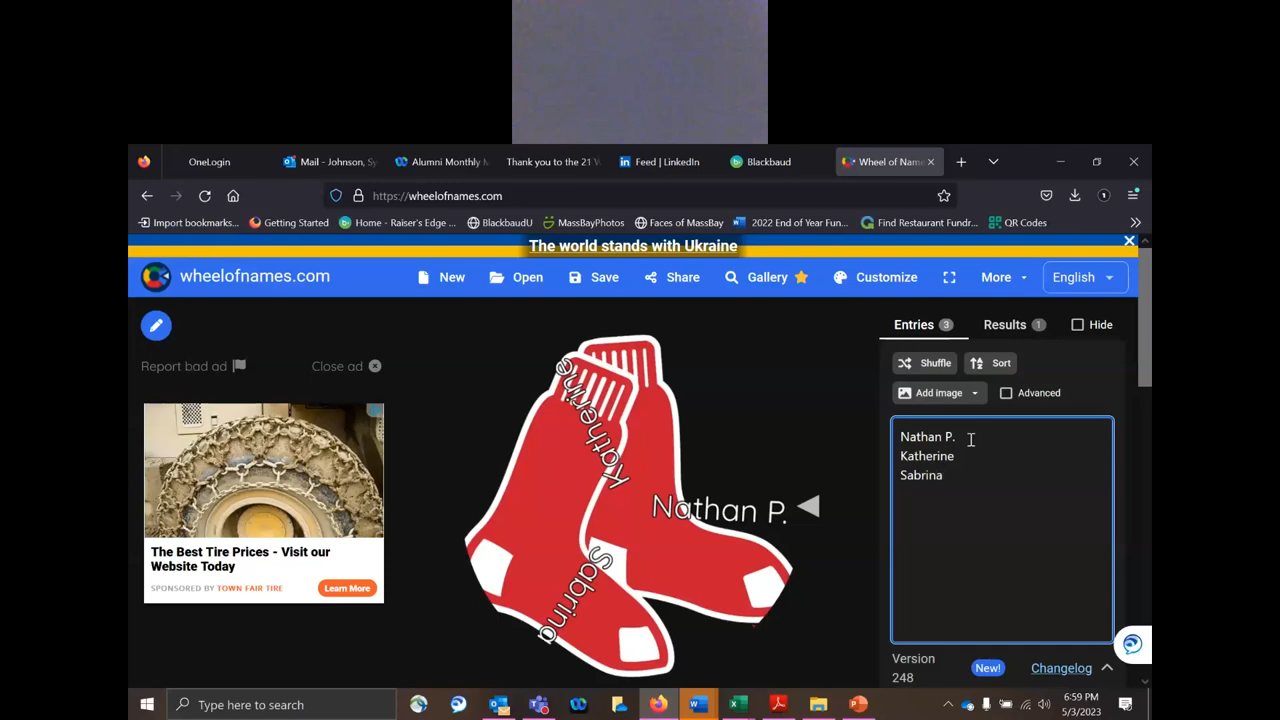 OneLogin
Mail - Johnson, Sy
Alumni Monthly M
Thank you to the 21 V
Feed | LinkedIn
Blackbaud
Wheel of Nam
https://wheelofnames.com
Import bookmarks...
Getting Started
Home - Raiser's Edge ...
BlackbaudU
MassBayPhotos
Faces of MassBay
2022 End of Year Fun...
Find Restaurant Fundr...
QR Codes
The world stands with Ukraine
wheelofnames.com
New
Open
Save
Share
Gallery
Customize
More
English
Entries 3
Results 1
Hide
Report bad ad
Close ad
Shuffle
Sort
Add image
Advanced
Nathan P.
Katherine
Sabrina
Katherine
Nathan P.
Sabrina
The Best Tire Prices - Visit our
Website Today
SPONSORED BY TOWN FAIR TIRE
Learn More
Version
248
New!
Changelog
Type here to search
6:59 PM
5/3/2023